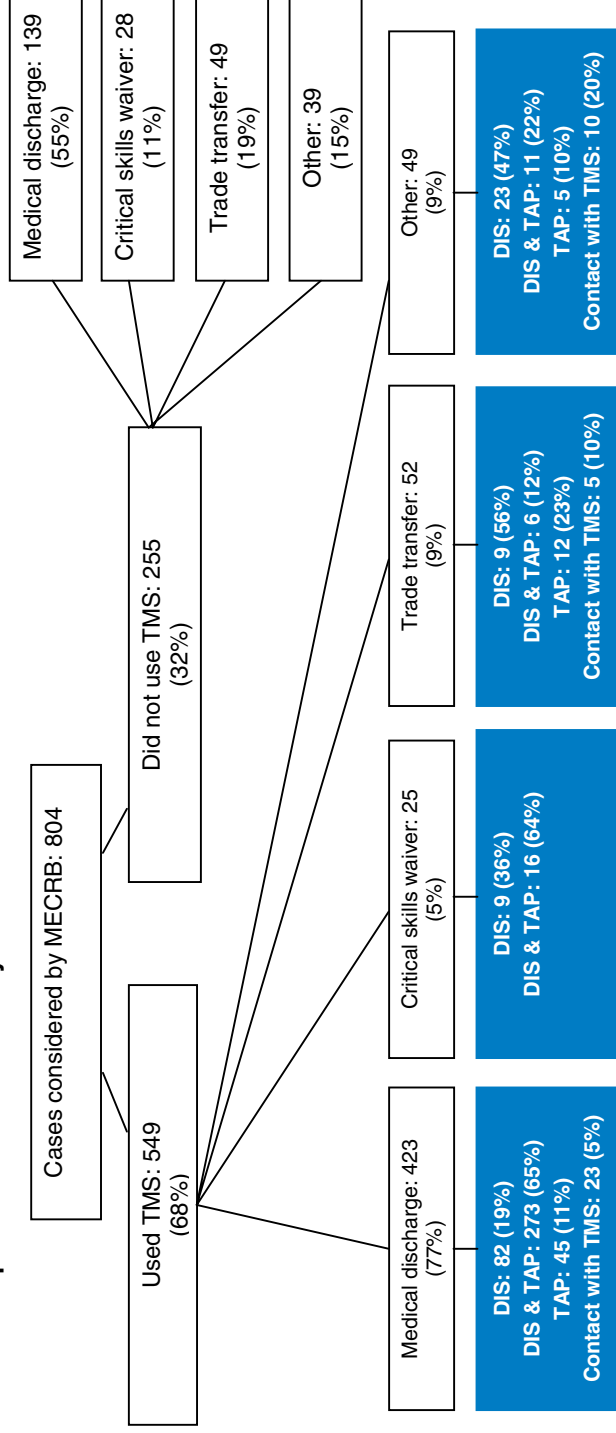 Cases considered by MECRB: 804
Used TMS: 549
(68%)
Did not use TMS: 255
(32%)
Medical discharge: 139
(55%)
Critical skills waiver: 28
(11%)
Trade transfer: 49
(19%)
Other: 39
(15%)
Medical discharge: 423
(77%)
Critical skills waiver: 25
(5%)
Trade transfer: 52
(9%)
Other: 49
(9%)
DIS: 82 (19%)
DIS & TAP: 273 (65%)
TAP: 45 (11%)
Contact with TMS: 23 (5%)
DIS: 9 (36%)
DIS & TAP: 16 (64%)
DIS: 9 (56%)
DIS & TAP: 6 (12%)
TAP: 12 (23%)
Contact with TMS: 5 (10%)
DIS: 23 (47%)
DIS & TAP: 11 (22%)
TAP: 5 (10%)
Contact with TMS: 10 (20%)